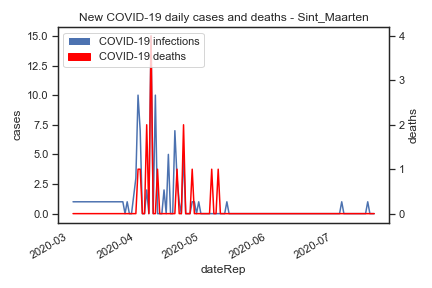 New COVID-19 daily cases and deaths - Sint_Maarten
COVID-19 infections
COVID-19 deaths
15.0
12.5
10.0
7.5
5.0
2.5
0.0
cases
4
3
2
1
0
deaths
2020-03
2020-04
2020-05
2020-06
2020-07
dateRep